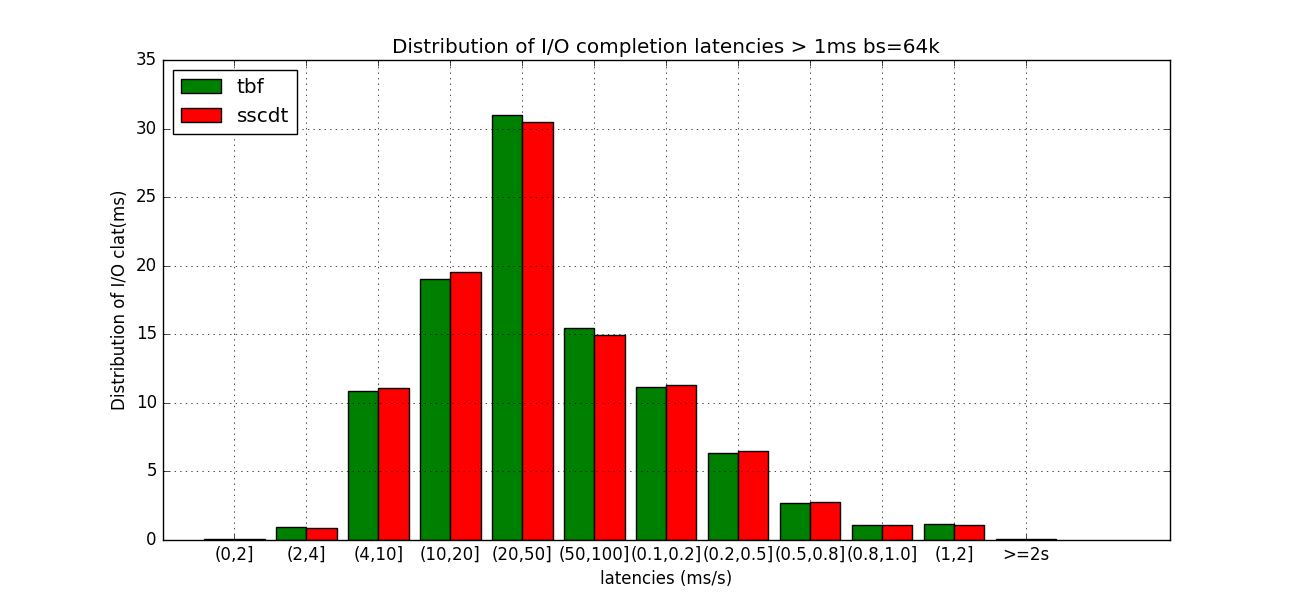 Distribution of I/O completion latencies > 1ms bs=64k
35
30
25
20
15
10
5
0
tbf
sscdt
Distribution of I/O clat(ms)
(0,2] (2,4] (4,10] (10,20] (20,50] (50,100] (0.1,0.2] (0.2,0.5] (0.5,0.8] (0.8,1.0] (1,2] >=2s
latencies (ms/s)